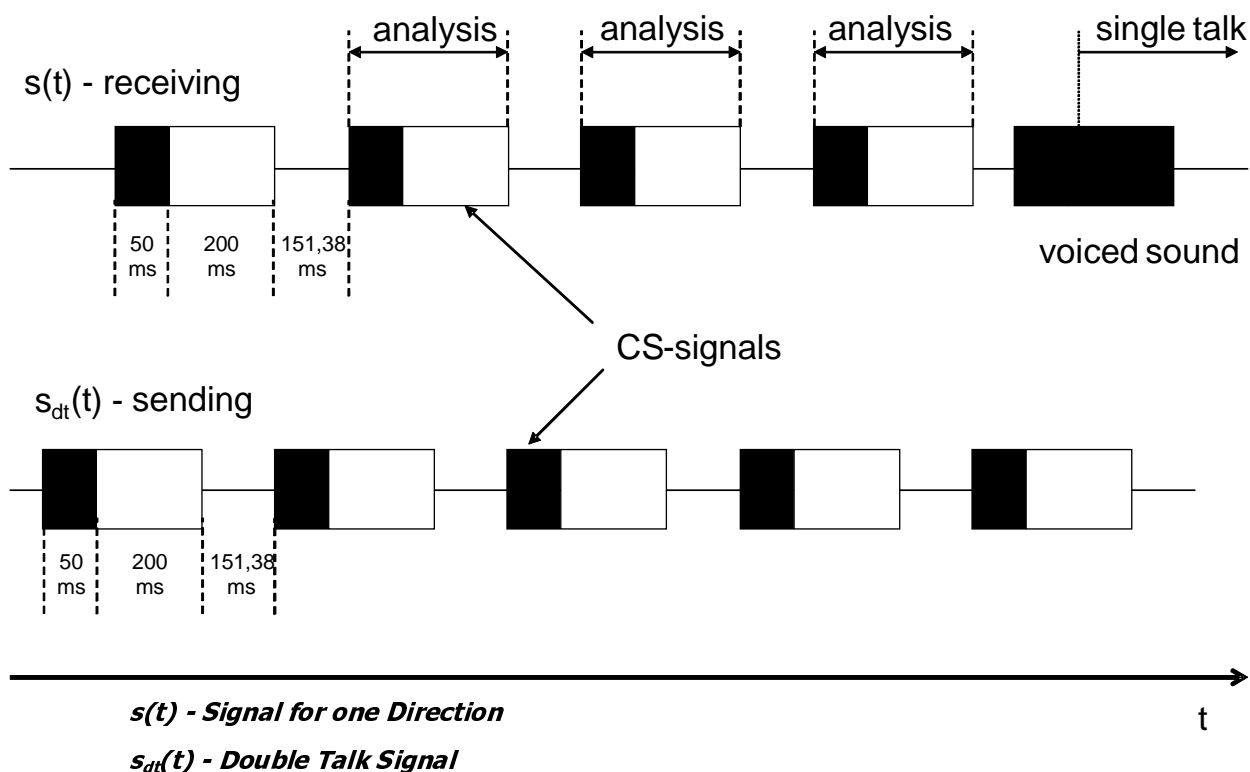 analysis analysis analysis single talk
s(t) - receiving
50 ms 200 ms 151,38 ms
voiced sound
CS-signals
sdt(t) - sending
50 ms 200 ms 151,38 ms
s(t) - Signal for one Direction
t
sdt(t) - Double Talk Signal